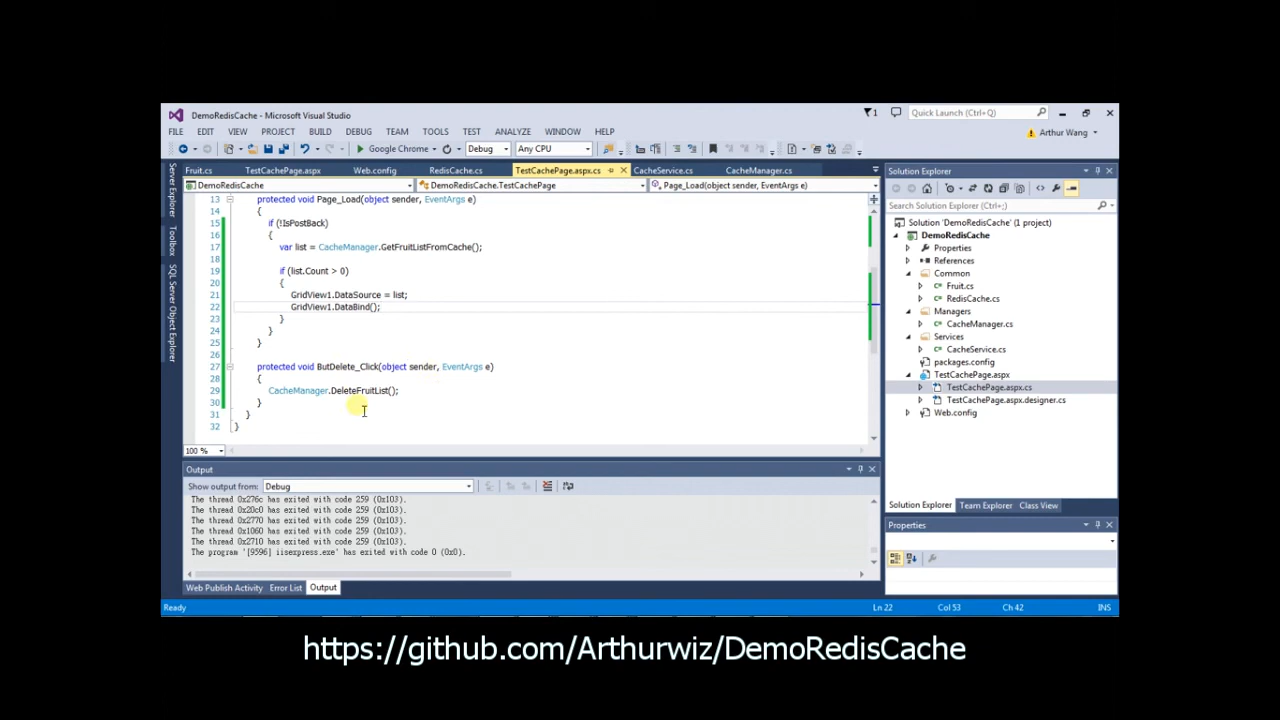 DemoRedisCache - Microsoft Visual Studio
1
Quick Launch (Ctrl+;)
FILE EDIT VIEW PROJECT BUILD DEBUG TEAM TOOLS TEST ANALYZE WINDOW HELP
Arthur Wang
Google Chrome Debug Any CPU
Fruit.cs TestCachePage.aspx Web.config RedisCache.cs TestCachePage.aspx.cs CacheService.cs CacheManager.cs
DemoRedisCache DemoRedisCache.TestCachePage Page_Load(object sender, EventArgs e)
Server Explorer
Toolbox
SQL Server Object Explorer
13 protected void Page_Load(object sender, EventArgs e)
14 {
15 if (!IsPostBack)
16 {
17 var list = CacheManager.GetFruitListFromCache();
18
19 if (list.Count > 0)
20 {
21 GridView1.DataSource = list;
22 GridView1.DataBind();
23 }
24 }
25 }
26
27 protected void ButDelete_Click(object sender, EventArgs e)
28 {
29 CacheManager.DeleteFruitList();
30 }
31 }
32 }
100 %
Output
Show output from: Debug
The thread 0x276c has exited with code 259 (0x103).
The thread 0x20c0 has exited with code 259 (0x103).
The thread 0x2770 has exited with code 259 (0x103).
The thread 0x1060 has exited with code 259 (0x103).
The thread 0x2710 has exited with code 259 (0x103).
The program '[9596] iisexpress.exe' has exited with code 0 (0x0).
Web Publish Activity Error List Output
Solution Explorer
Search Solution Explorer (Ctrl+;)
Solution 'DemoRedisCache' (1 project)
DemoRedisCache
Properties
References
Common
Fruit.cs
RedisCache.cs
Managers
CacheManager.cs
Services
CacheService.cs
packages.config
TestCachePage.aspx
TestCachePage.aspx.cs
TestCachePage.aspx.designer.cs
Web.config
Solution Explorer Team Explorer Class View
Properties
Ready Ln 22 Col 53 Ch 42 INS
https://github.com/Arthurwiz/DemoRedisCache